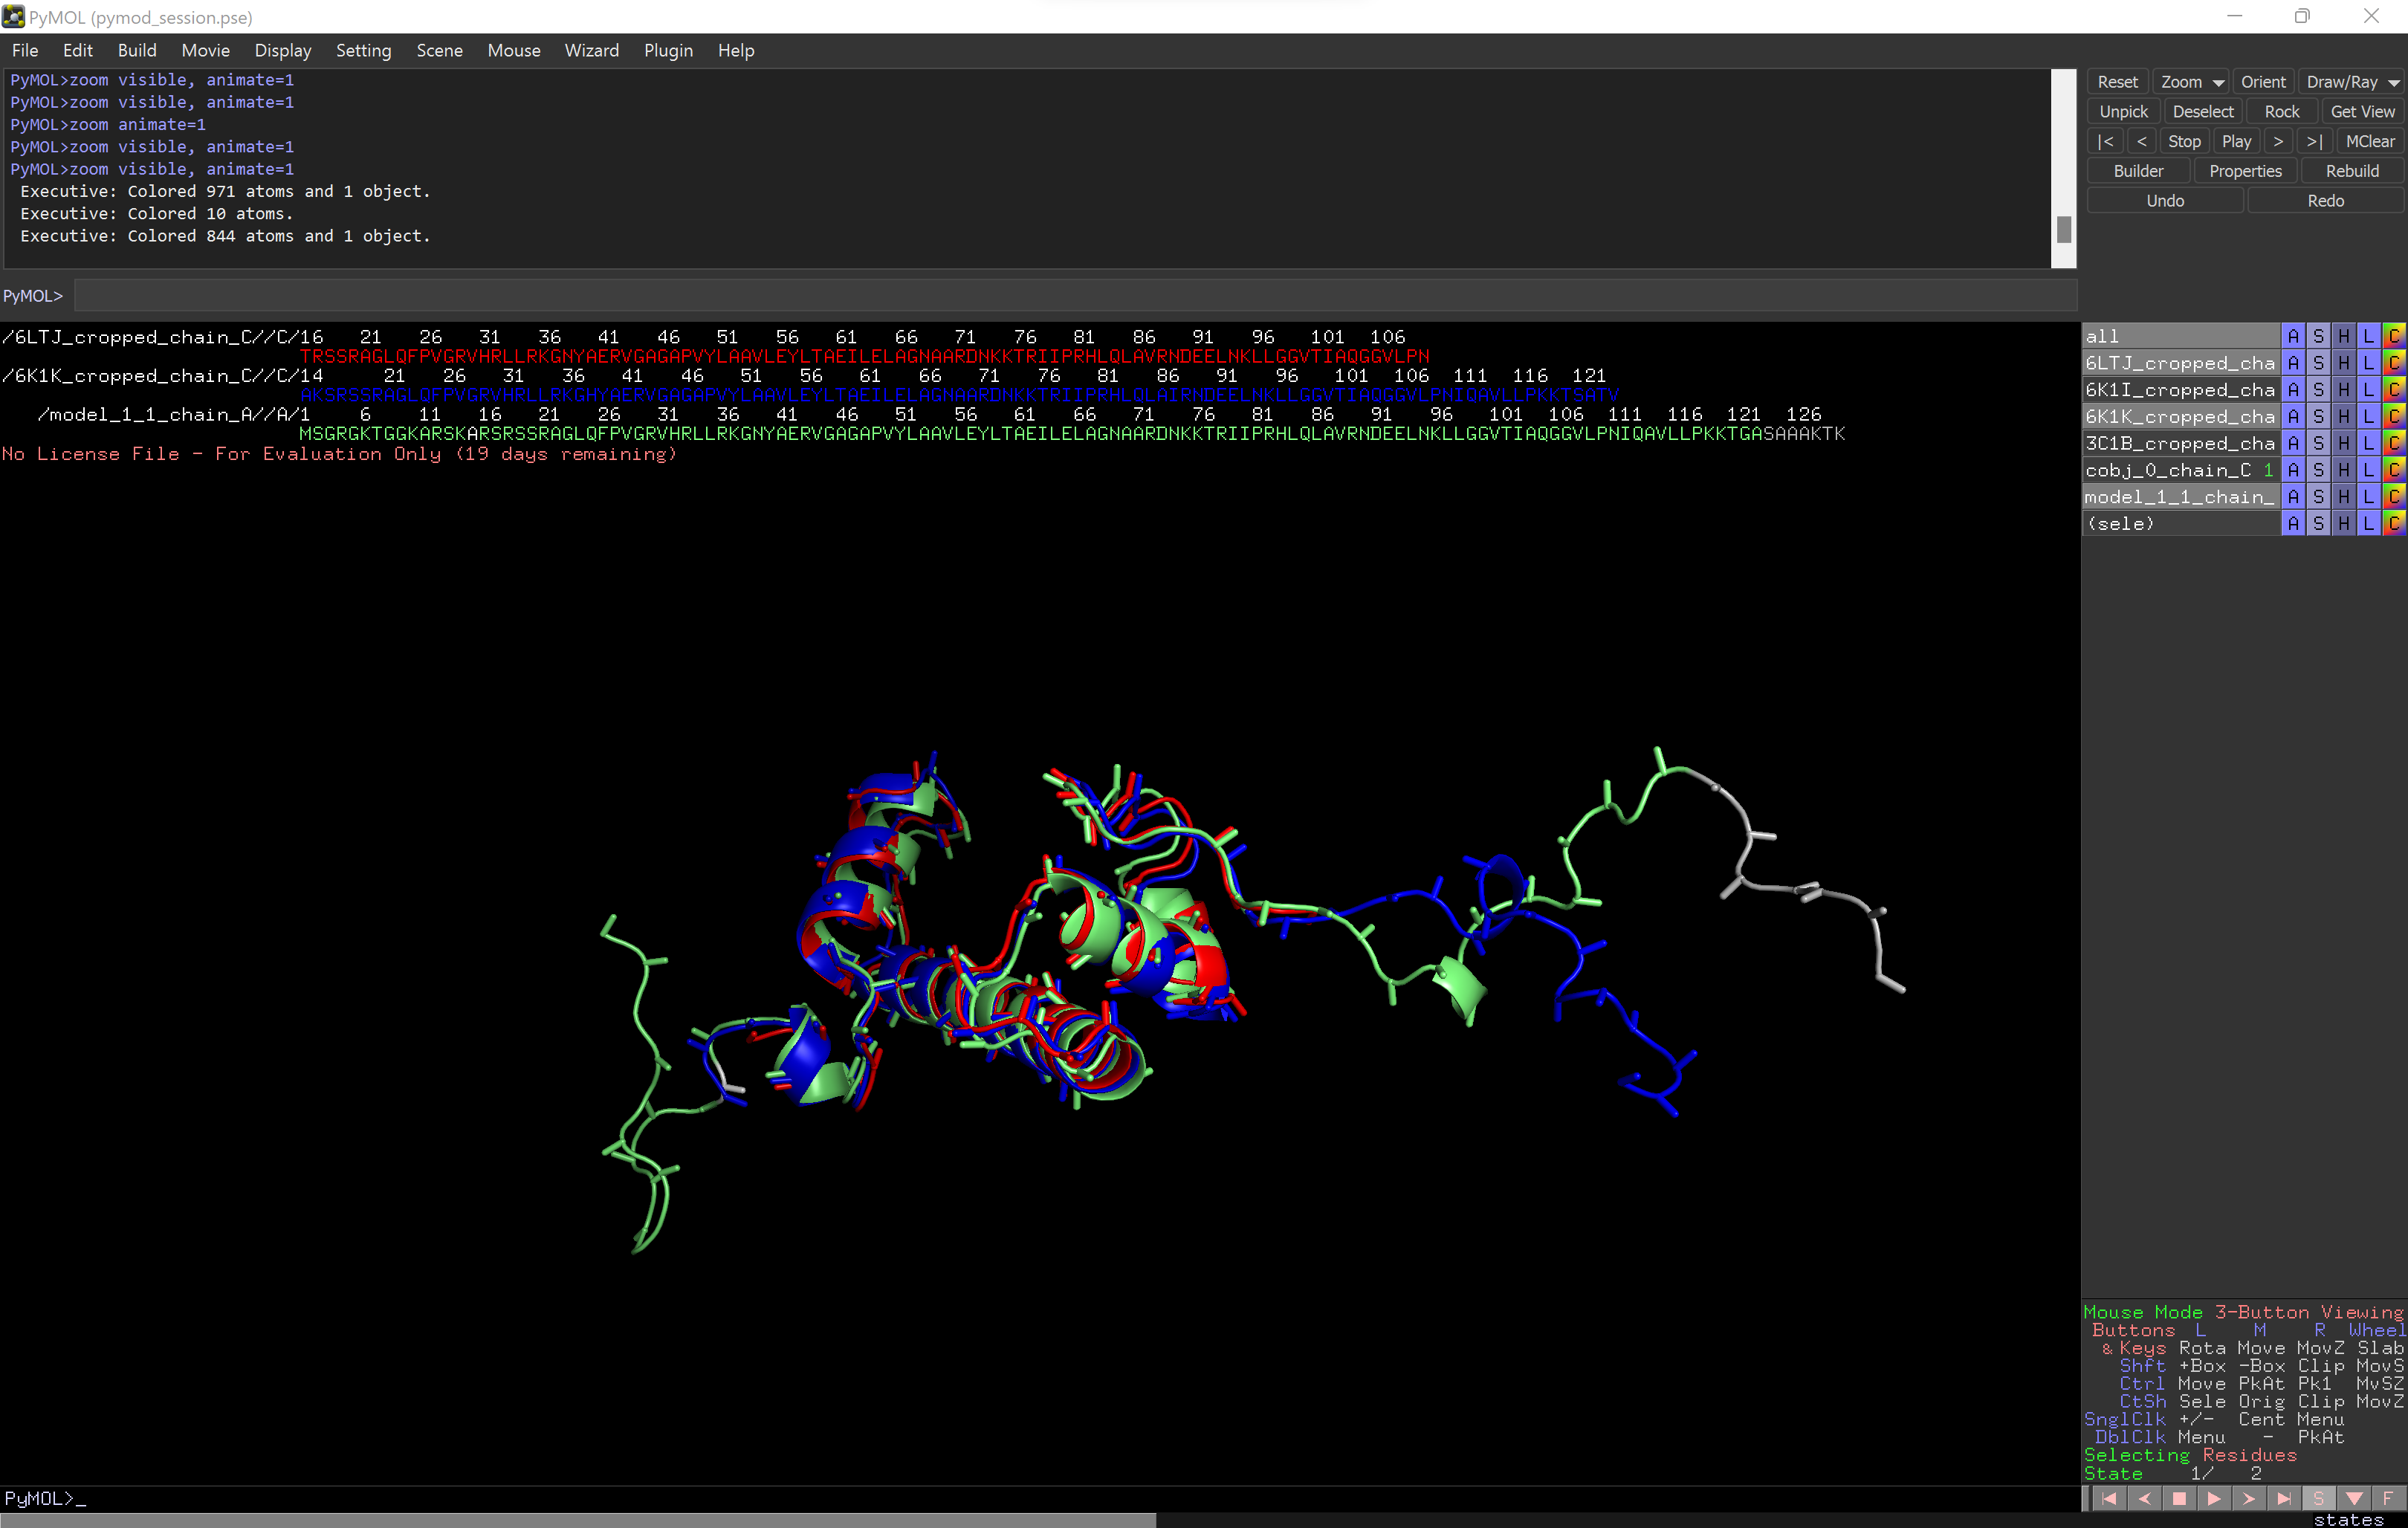 PyMOL (pymod_session.pse)
File Edit Build Movie Display Setting Scene Mouse Wizard Plugin Help
PyMOL>zoom visible, animate=1
PyMOL>zoom visible, animate=1
PyMOL>zoom animate=1
PyMOL>zoom visible, animate=1
PyMOL>zoom visible, animate=1
Executive: Colored 971 atoms and 1 object.
Executive: Colored 10 atoms.
Executive: Colored 844 atoms and 1 object.
PyMOL>
Reset Zoom Orient Draw/Ray
Unpick Deselect Rock Get View
|< < Stop Play > >| MClear
Builder Properties Rebuild
Undo Redo
/6LTJ_cropped_chain_C//C/16 21 26 31 36 41 46 51 56 61 66 71 76 81 86 91 96 101 106
TRSSRAGLQFPVGRVHRLLRKGNYAERVGAGAPVYLAAVLEYLTAEILELAGNAARDNKKTRIIPRHLQLAVRNDEELNKLLGGVTIAQGGVLPN
/6K1K_cropped_chain_C//C/14 21 26 31 36 41 46 51 56 61 66 71 76 81 86 91 96 101 106 111 116 121
AKSRSSRAGLQFPVGRVHRLLRKGHYAERVGAGAPVYLAAVLEYLTAEILELAGNAARDNKKTRIIPRHLQLAIRNDEELNKLLGGVTIAQGGVLPNIQAVLLPKKTSATV
/model_1_1_chain_A//A/1 6 11 16 21 26 31 36 41 46 51 56 61 66 71 76 81 86 91 96 101 106 111 116 121 126
MSGRGKTGGKARSKARSRSSRAGLQFPVGRVHRLLRKGNYAERVGAGAPVYLAAVLEYLTAEILELAGNAARDNKKTRIIPRHLQLAVRNDEELNKLLGGVTIAQGGVLPNIQAVLLPKKTGASAAAKTK
No License File - For Evaluation Only (19 days remaining)
all A S H L C
6LTJ_cropped_cha A S H L C
6K1I_cropped_cha A S H L C
6K1K_cropped_cha A S H L C
3C1B_cropped_cha A S H L C
cobj_0_chain_C 1 A S H L C
model_1_1_chain_ A S H L C
(sele) A S H L C
Mouse Mode 3-Button Viewing
Buttons L M R Wheel
& Keys Rota Move MovZ Slab
Shft +Box -Box Clip MovS
Ctrl Move PkAt Pk1 MvSZ
CtSh Sele Orig Clip MovZ
SnglClk +/- Cent Menu
DblClk Menu - PkAt
Selecting Residues
State 1/ 2
PyMOL>_
S F
states